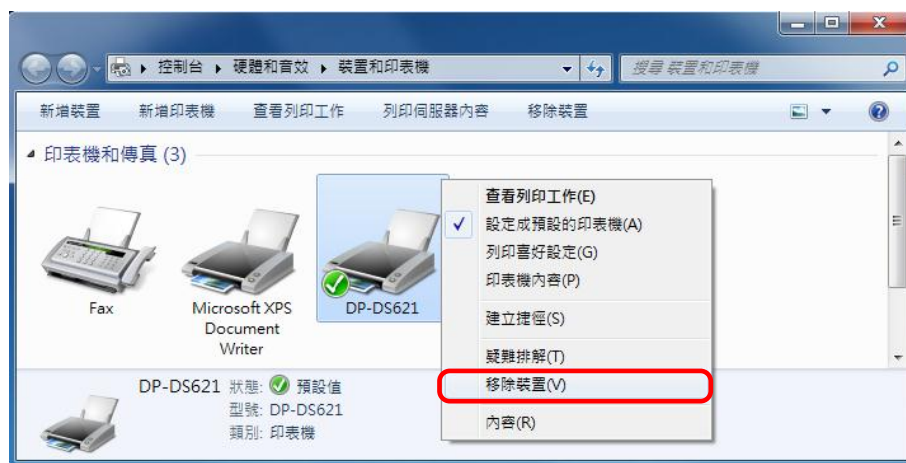 控制台 ▸ 硬體和音效 ▸ 裝置和印表機
搜尋 裝置和印表機
新增裝置 新增印表機 查看列印工作 列印伺服器內容 移除裝置
印表機和傳真 (3)
Fax
Microsoft XPS
Document
Writer
DP-DS621
查看列印工作(E)
設定成預設的印表機(A)
列印喜好設定(G)
印表機內容(P)
建立捷徑(S)
疑難排解(T)
移除裝置(V)
內容(R)
DP-DS621 狀態: 預設值
型號: DP-DS621
類別: 印表機